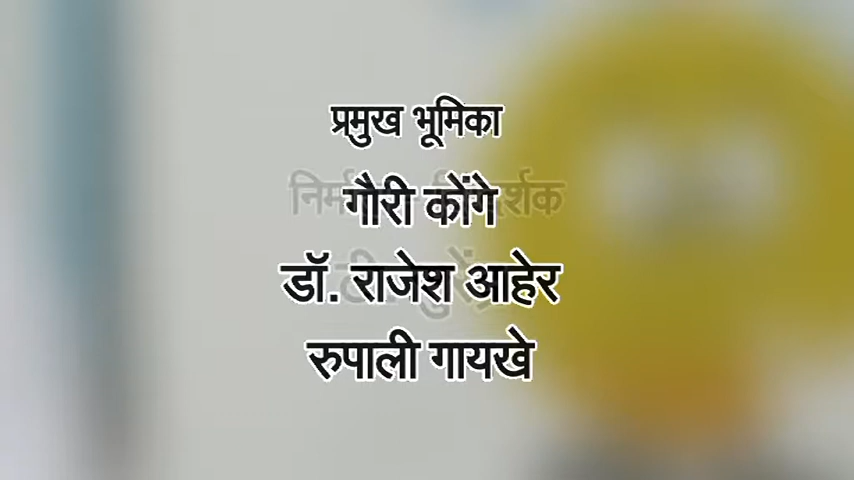 प्रमुख भूमिका
गौरी कोंगे
डॉ. राजेश आहेर
रुपाली गायखे